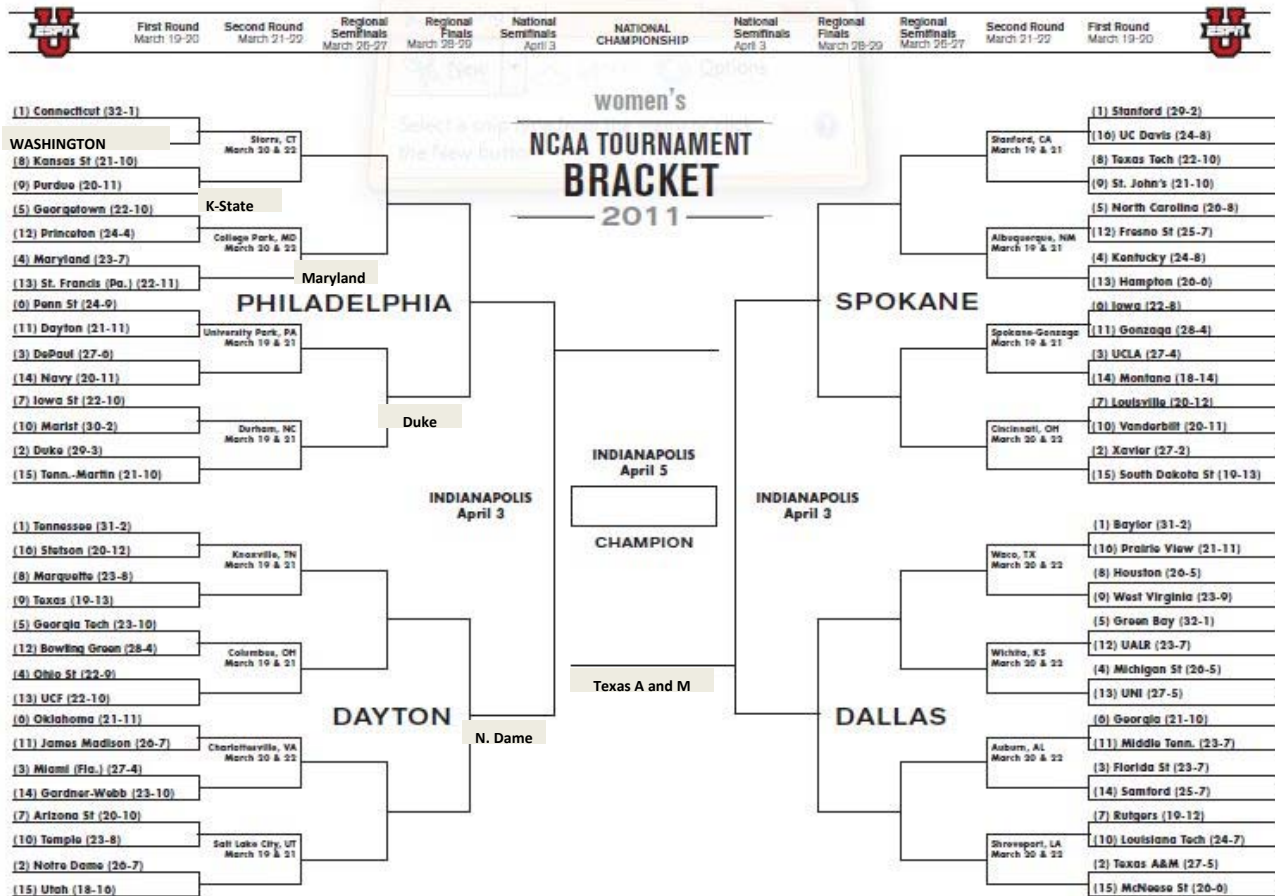 ESPN
First Round
March 19-20
Second Round
March 21-22
Regional
Semifinals
March 26-27
Regional
Finals
March 28-29
National
Semifinals
April 3
NATIONAL
CHAMPIONSHIP
National
Semifinals
April 3
Regional
Finals
March 28-29
Regional
Semifinals
March 26-27
Second Round
March 21-22
First Round
March 19-20
ESPN
New
Options
Select a snip
the New button
women's
NCAA TOURNAMENT
BRACKET
2011
(1) Connecticut (32-1)
WASHINGTON
(8) Kansas St (21-10)
(9) Purdue (20-11)
K-State
(5) Georgetown (22-10)
(12) Princeton (24-4)
(4) Maryland (23-7)
(13) St. Francis (Pa.) (22-11)
(6) Penn St (24-9)
(11) Dayton (21-11)
(3) DePaul (27-6)
(14) Navy (20-11)
(7) Iowa St (22-10)
(10) Marist (30-2)
(2) Duke (29-3)
(15) Tenn.-Martin (21-10)
Storrs, CT
March 20 & 22
College Park, MD
March 20 & 22
Maryland
PHILADELPHIA
University Park, PA
March 19 & 21
Durham, NC
March 19 & 21
Duke
(1) Tennessee (31-2)
(16) Stetson (20-12)
(8) Marquette (23-8)
(9) Texas (19-13)
(5) Georgia Tech (23-10)
(12) Bowling Green (28-4)
(4) Ohio St (22-9)
(13) UCF (22-10)
(6) Oklahoma (21-11)
(11) James Madison (26-7)
(3) Miami (Fla.) (27-4)
(14) Gardner-Webb (23-10)
(7) Arizona St (20-10)
(10) Temple (23-8)
(2) Notre Dame (26-7)
(15) Utah (18-16)
Knoxville, TN
March 19 & 21
Columbus, OH
March 19 & 21
DAYTON
Charlottesville, VA
March 20 & 22
Salt Lake City, UT
March 19 & 21
N. Dame
INDIANAPOLIS
April 3
INDIANAPOLIS
April 5
CHAMPION
INDIANAPOLIS
April 3
Texas A and M
(1) Stanford (29-2)
(16) UC Davis (24-8)
(8) Texas Tech (22-10)
(9) St. John's (21-10)
(5) North Carolina (26-8)
(12) Fresno St (25-7)
(4) Kentucky (24-8)
(13) Hampton (26-6)
(6) Iowa (22-8)
(11) Gonzaga (28-4)
(3) UCLA (27-4)
(14) Montana (18-14)
(7) Louisville (20-12)
(10) Vanderbilt (20-11)
(2) Xavier (27-2)
(15) South Dakota St (19-13)
Stanford, CA
March 19 & 21
Albuquerque, NM
March 19 & 21
SPOKANE
Spokane-Gonzaga
March 19 & 21
Cincinnati, OH
March 20 & 22
(1) Baylor (31-2)
(16) Prairie View (21-11)
(8) Houston (26-5)
(9) West Virginia (23-9)
(5) Green Bay (32-1)
(12) UALR (23-7)
(4) Michigan St (26-5)
(13) UNI (27-5)
(6) Georgia (21-10)
(11) Middle Tenn. (23-7)
(3) Florida St (23-7)
(14) Samford (25-7)
(7) Rutgers (19-12)
(10) Louisiana Tech (24-7)
(2) Texas A&M (27-5)
(15) McNeese St (26-6)
Waco, TX
March 20 & 22
Wichita, KS
March 20 & 22
DALLAS
Auburn, AL
March 20 & 22
Shreveport, LA
March 20 & 22